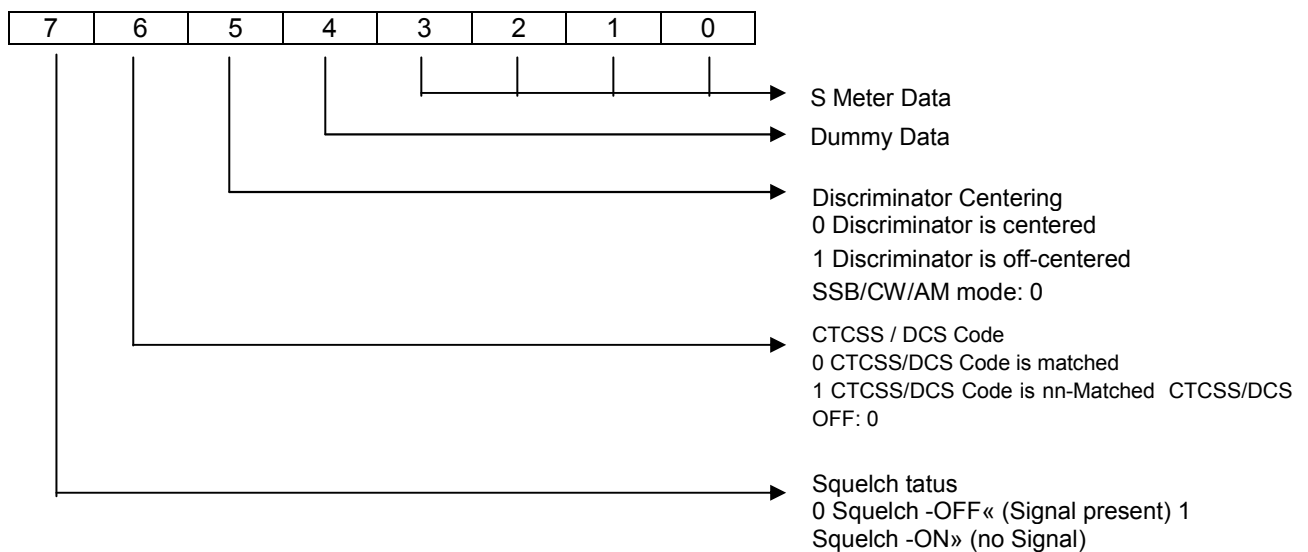 7 6 5 4 3 2 1 0
S Meter Data
Dummy Data
Discriminator Centering
0 Discriminator is centered
1 Discriminator is off-centered
SSB/CW/AM mode: 0
CTCSS / DCS Code
0 CTCSS/DCS Code is matched
1 CTCSS/DCS Code is nn-Matched CTCSS/DCS
OFF: 0
Squelch tatus
0 Squelch -OFF« (Signal present) 1
Squelch -ON» (no Signal)